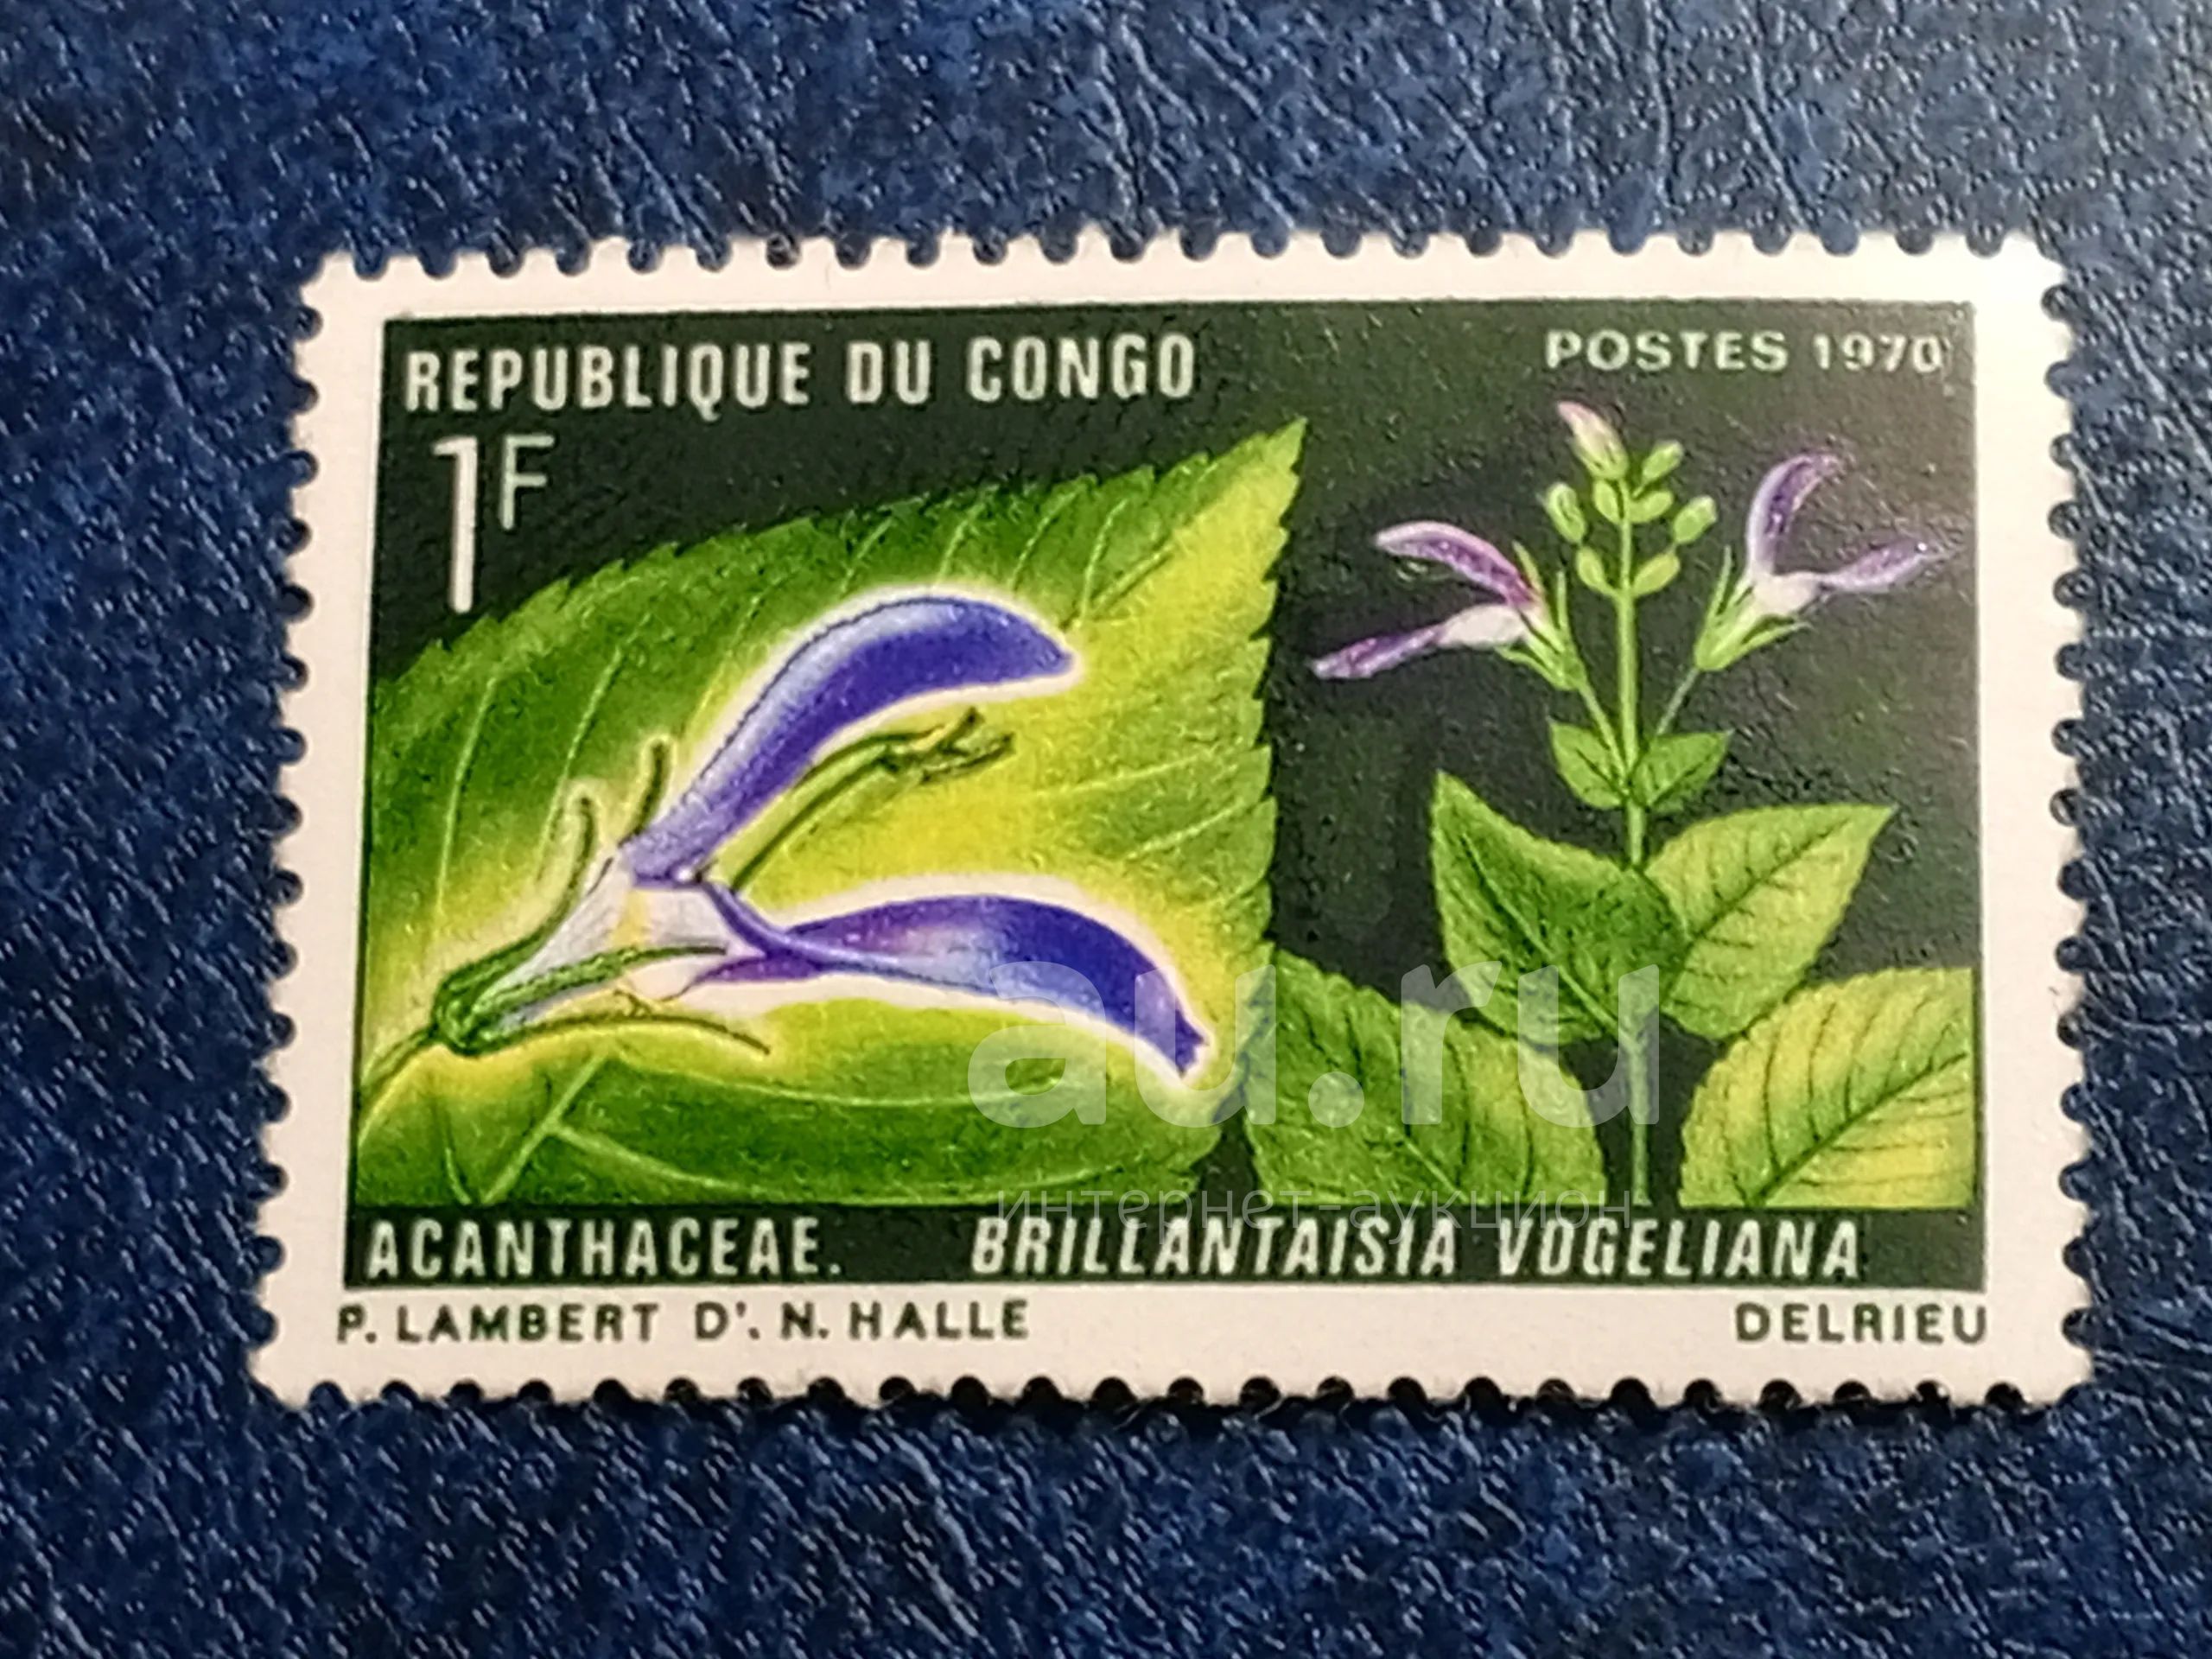 REPUBLIQUE DU CONGO
POSTES 1970
1F
au.ru
интернет-аукцион
ACANTHACEAE. BRILLANTAISIA VOGELIANA
P. LAMBERT D'. N. HALLE
DELRIEU